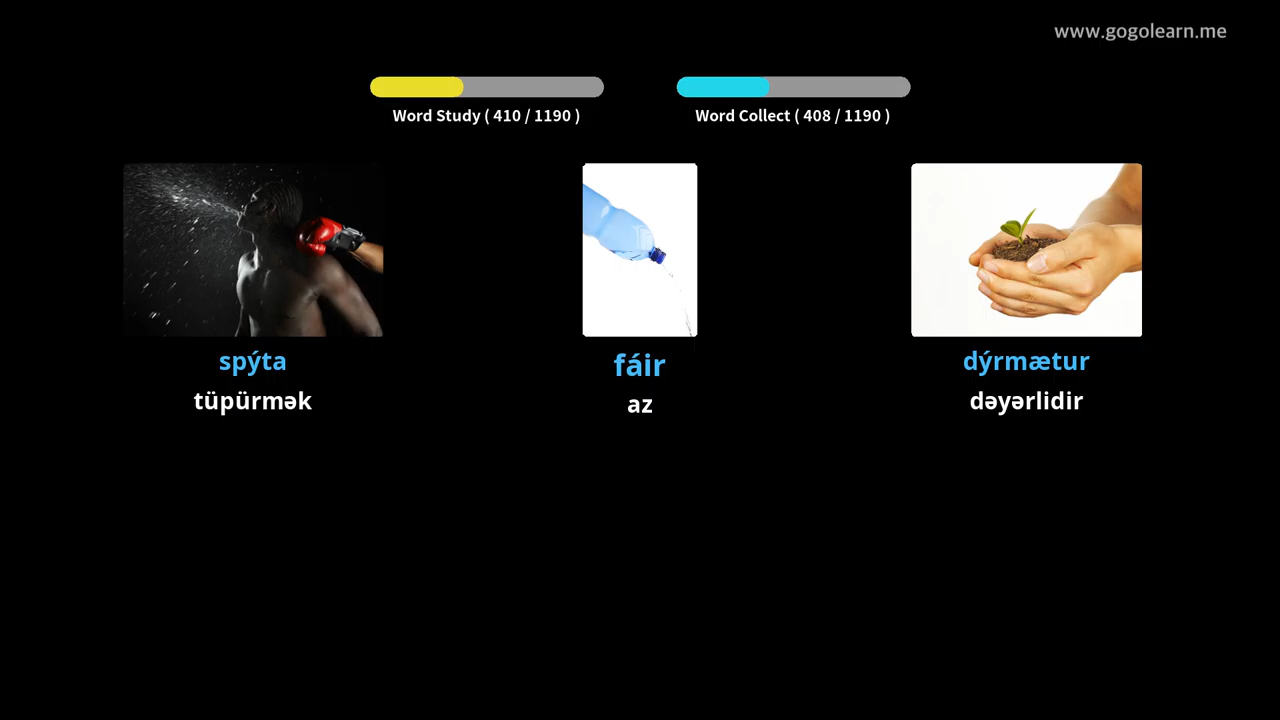 www.gogolearn.me
Word Study ( 410 / 1190 )
Word Collect ( 408 / 1190 )
spýta
fáir
dýrmætur
tüpürmək
az
dəyərlidir